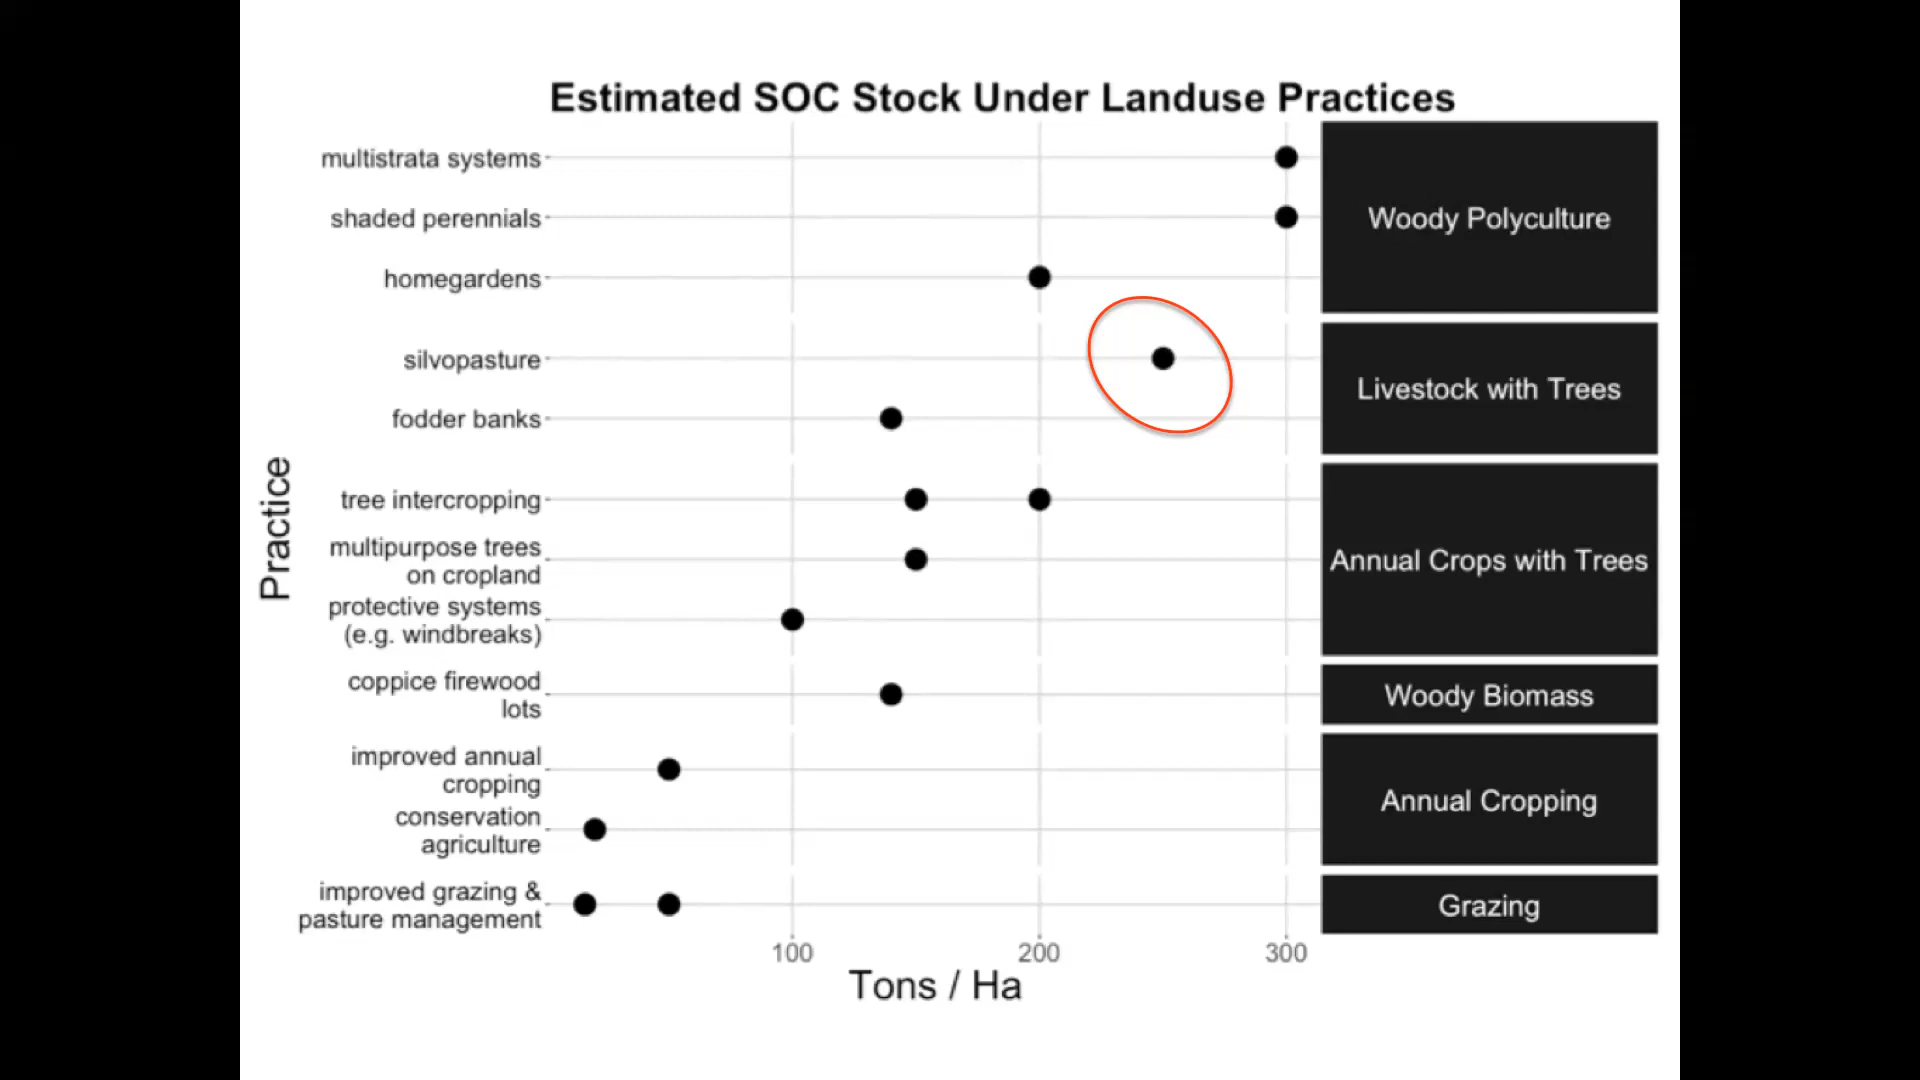 Estimated SOC Stock Under Landuse Practices
multistrata systems
shaded perennials
homegardens
Woody Polyculture
silvopasture
fodder banks
Livestock with Trees
tree intercropping
multipurpose trees
on cropland
protective systems
(e.g. windbreaks)
Annual Crops with Trees
coppice firewood
lots
Woody Biomass
improved annual
cropping
conservation
agriculture
Annual Cropping
improved grazing &
pasture management
Grazing
Practice
100 200 300
Tons / Ha